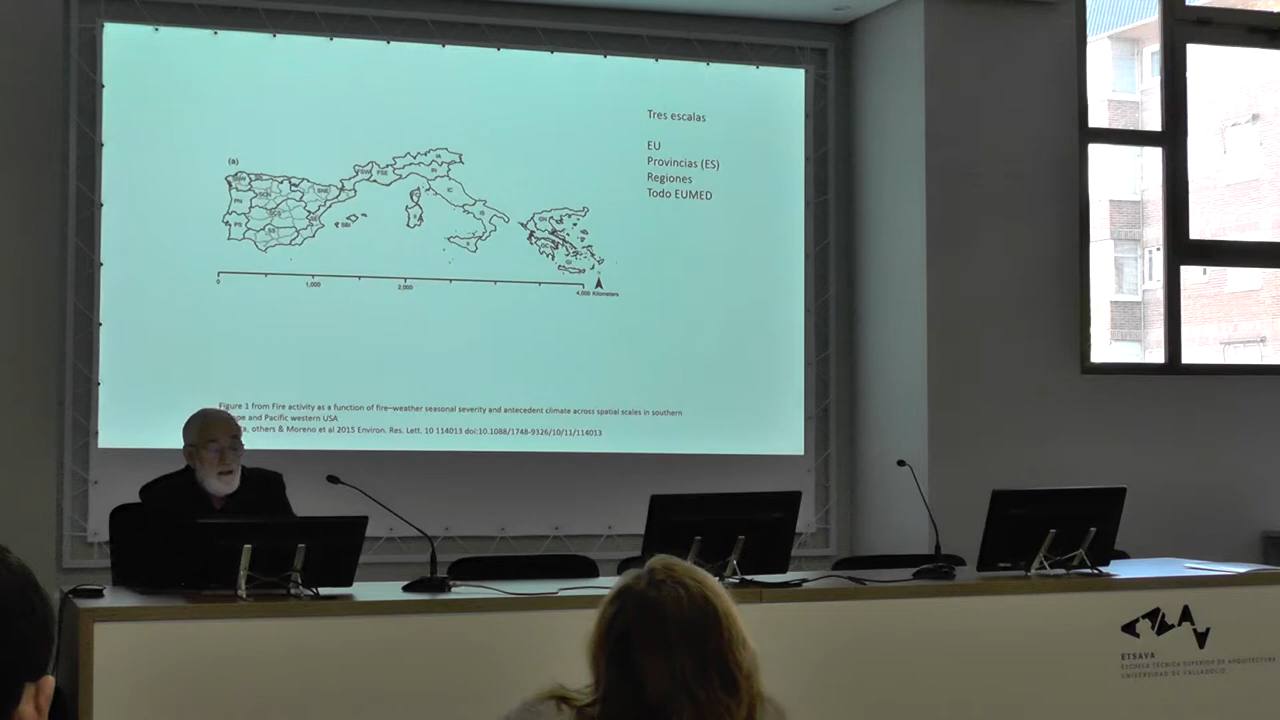 Tres escalas
EU
Provincias (ES)
Regiones
Todo EUMED
(a)
FSE
IC
0
1,000
2,000
4,000 Kilometers
Figure 1 from Fire activity as a function of fire–weather seasonal severity and antecedent climate across spatial scales in southern
ope and Pacific western USA
others & Moreno et al 2015 Environ. Res. Lett. 10 114013 doi:10.1088/1748-9326/10/11/114013
ETSAVA
ESCUELA TÉCNICA SUPERIOR DE ARQUITECTURA
UNIVERSIDAD DE VALLADOLID